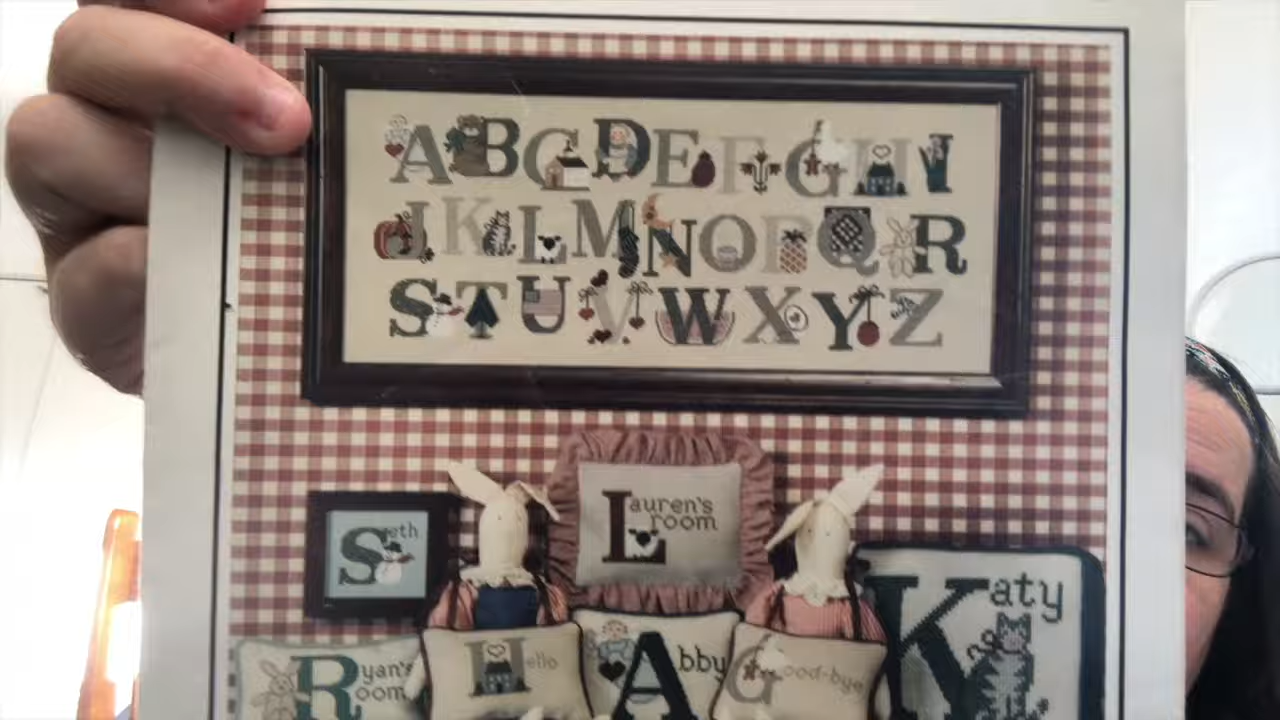 ABCDEFGHI
JKLMNOPQR
STUVWXYZ
Seth
Lauren's
room
Katy
Ryan's
room
Hello
Abby
Good-bye